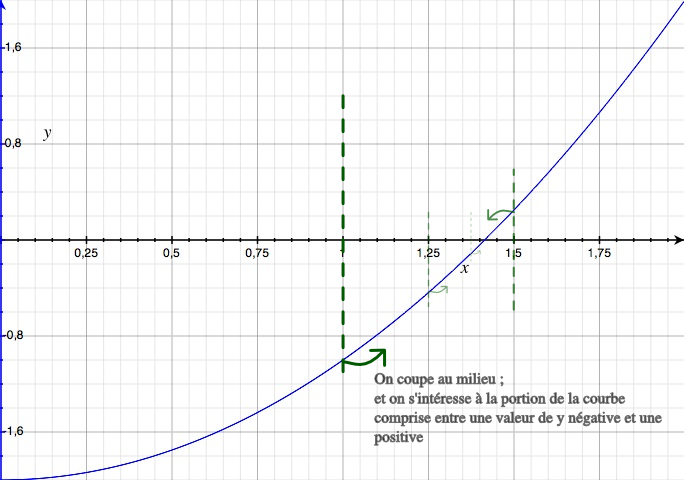 1,6
y
0,8
0,25
0,5
0,75
1
1,25
1,5
1,75
x
-0,8
On coupe au milieu ;
et on s'intéresse à la portion de la courbe
comprise entre une valeur de y négative et une
positive
-1,6